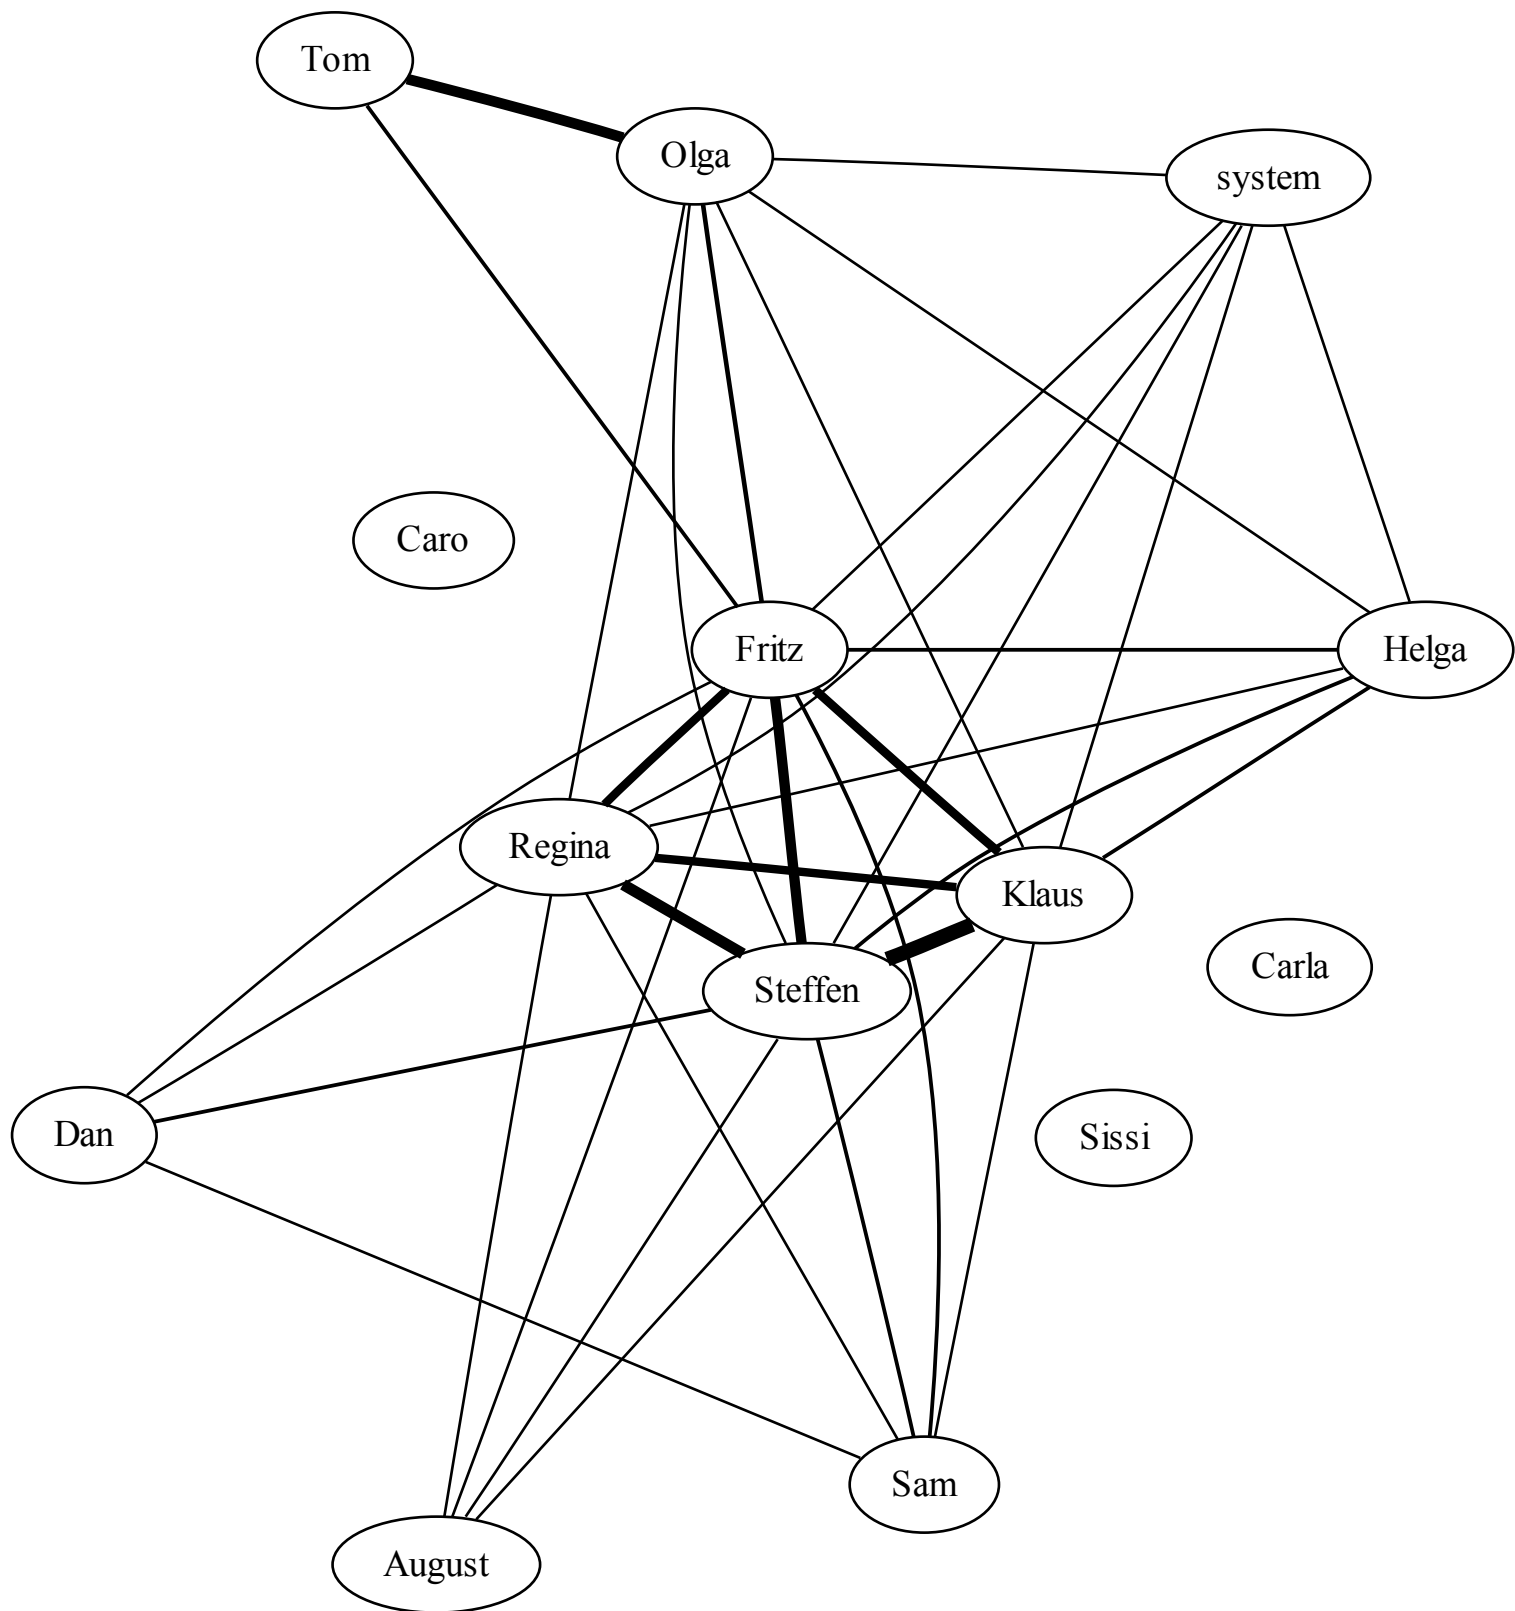 Tom
Olga
system
Caro
Fritz
Helga
Regina
Klaus
Carla
Steffen
Dan
Sissi
Sam
August